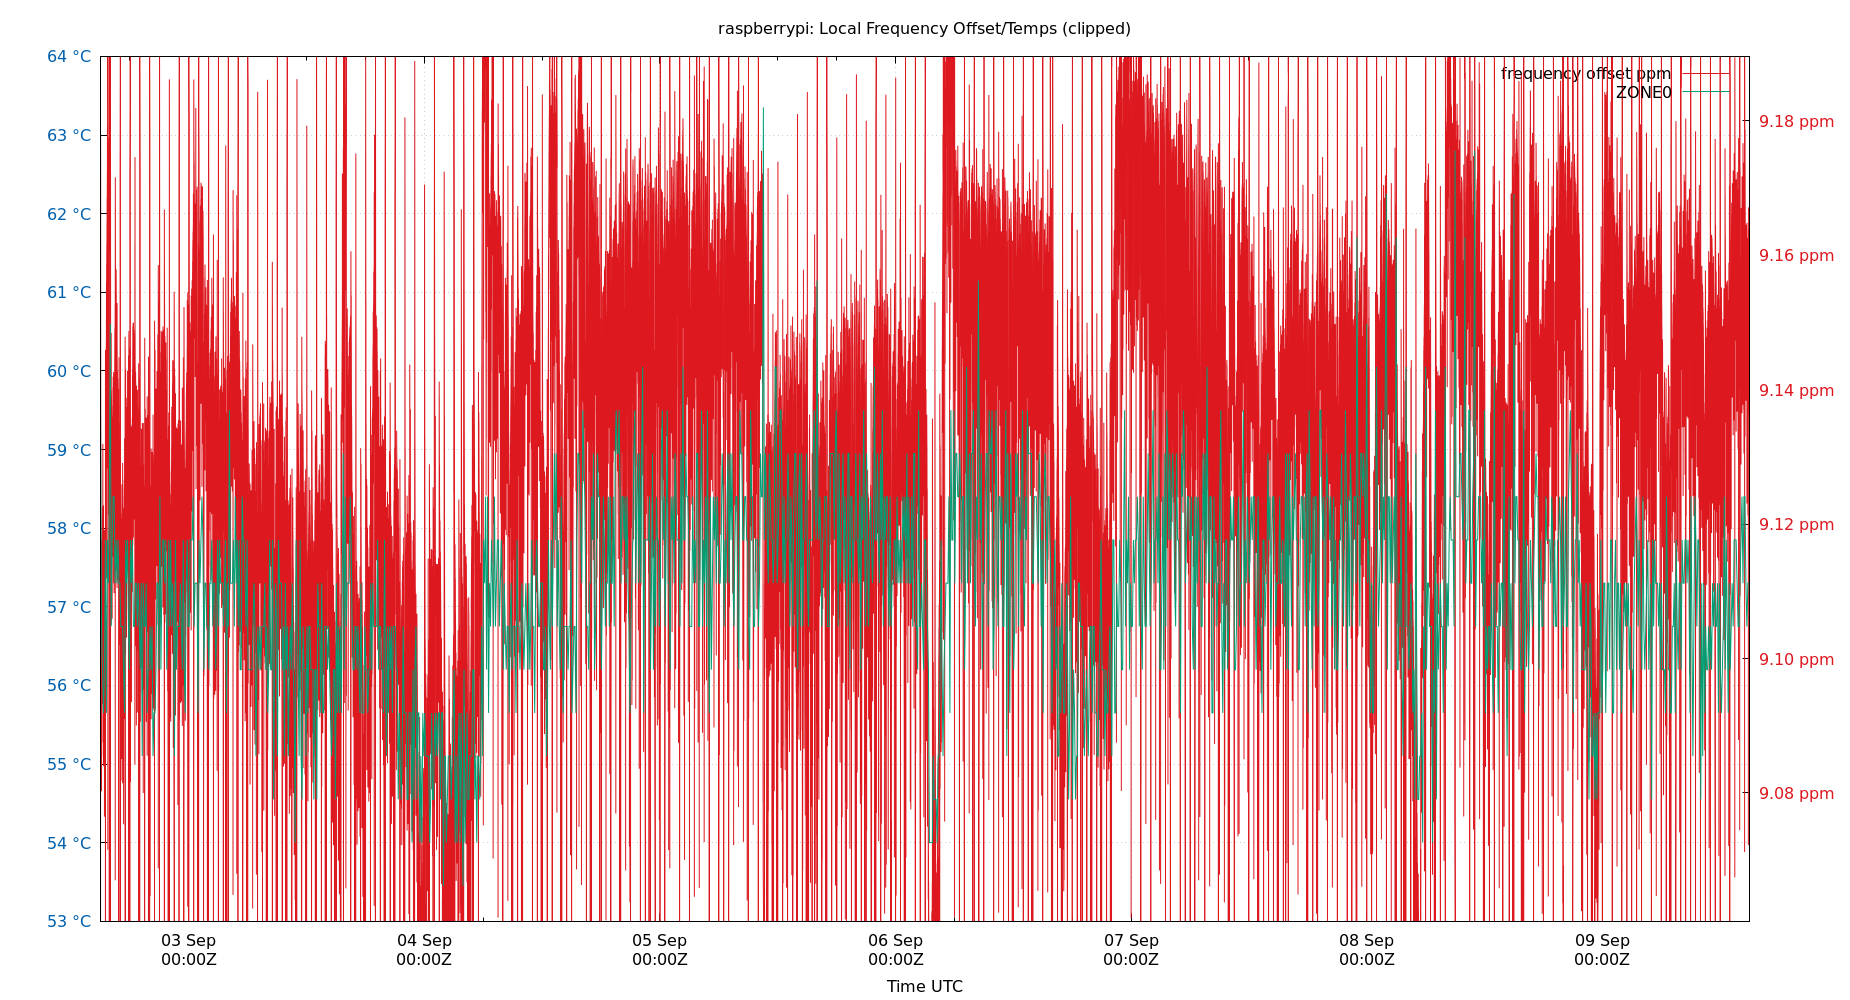 raspberrypi: Local Frequency Offset/Temps (clipped)
64 °C
63 °C
62 °C
61 °C
60 °C
59 °C
58 °C
57 °C
56 °C
55 °C
54 °C
53 °C
frequency offset ppm
ZONE0
9.18 ppm
9.16 ppm
9.14 ppm
9.12 ppm
9.10 ppm
9.08 ppm
03 Sep 04 Sep 05 Sep 06 Sep 07 Sep 08 Sep 09 Sep
00:00Z 00:00Z 00:00Z 00:00Z 00:00Z 00:00Z 00:00Z
Time UTC